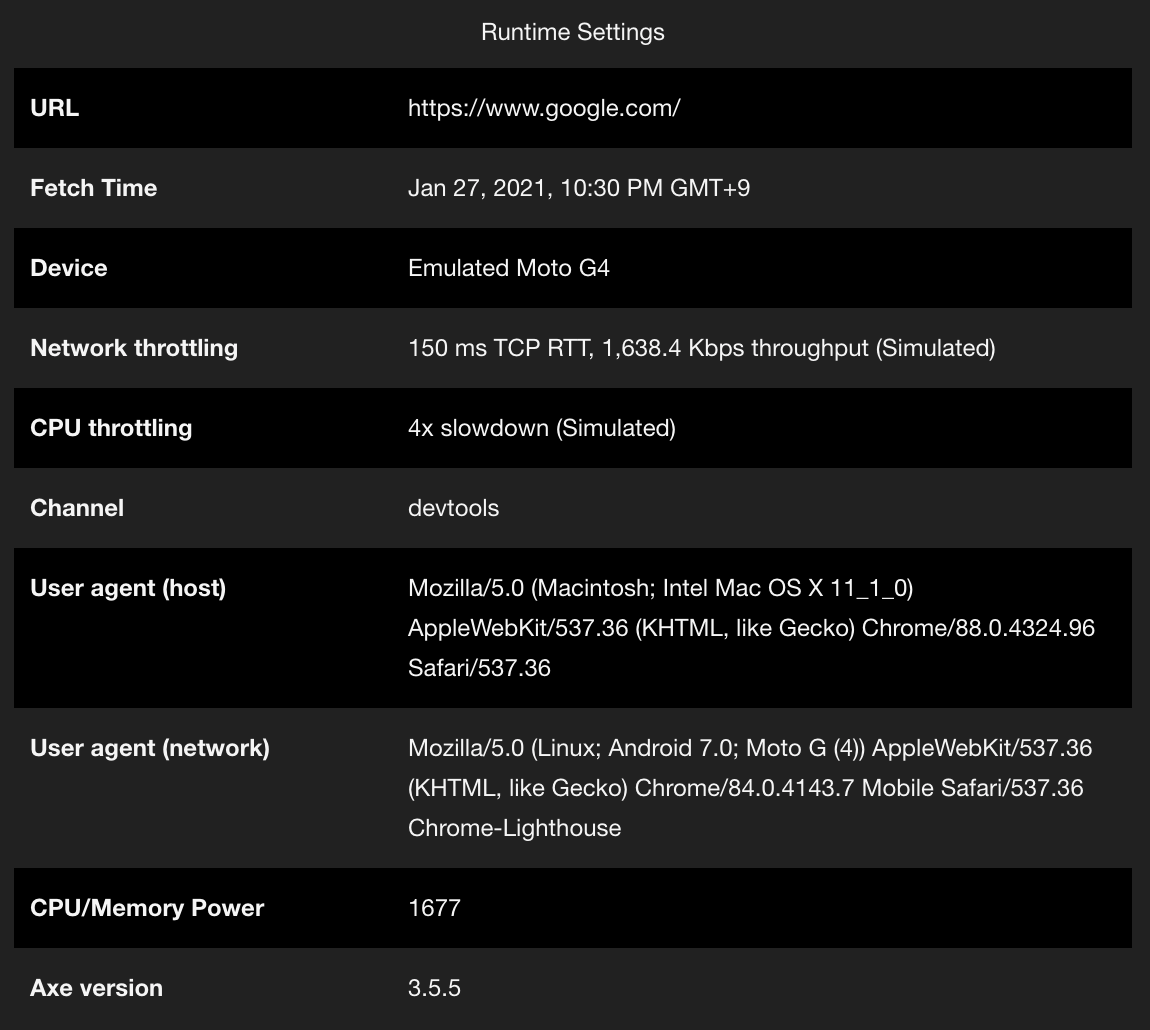 Runtime Settings
URL https://www.google.com/
Fetch Time Jan 27, 2021, 10:30 PM GMT+9
Device Emulated Moto G4
Network throttling 150 ms TCP RTT, 1,638.4 Kbps throughput (Simulated)
CPU throttling 4x slowdown (Simulated)
Channel devtools
User agent (host) Mozilla/5.0 (Macintosh; Intel Mac OS X 11_1_0)
AppleWebKit/537.36 (KHTML, like Gecko) Chrome/88.0.4324.96
Safari/537.36
User agent (network) Mozilla/5.0 (Linux; Android 7.0; Moto G (4)) AppleWebKit/537.36
(KHTML, like Gecko) Chrome/84.0.4143.7 Mobile Safari/537.36
Chrome-Lighthouse
CPU/Memory Power 1677
Axe version 3.5.5